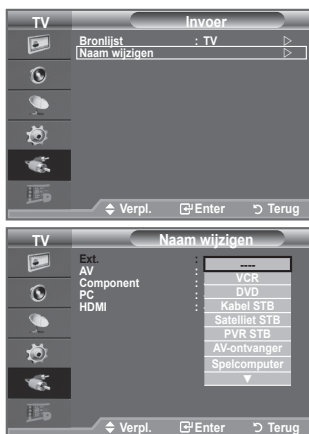 TV Invoer
Bronlijst : TV
Naam wijzigen
Verpl. Enter Terug
TV Naam wijzigen
Ext. :
AV :
Component :
PC :
HDMI :
----
VCR
DVD
Kabel STB
Satelliet STB
PVR STB
AV-ontvanger
Spelcomputer
Verpl. Enter Terug